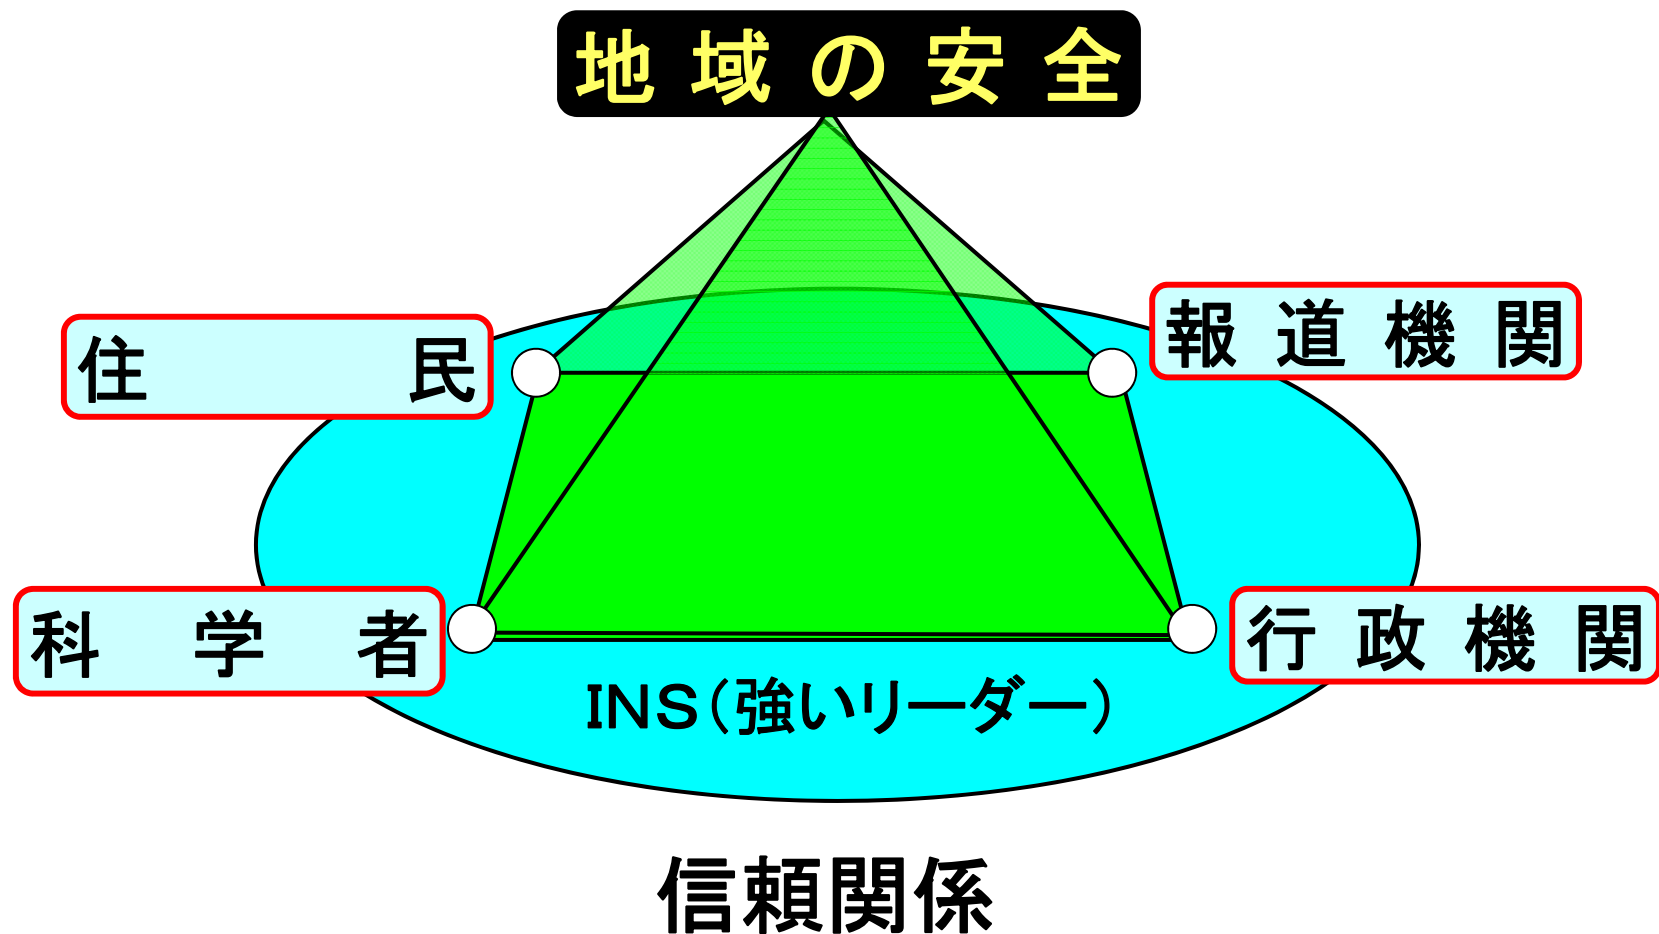 地域の安全
住民
報道機関
科学者
行政機関
INS(強いリーダー)
信頼関係